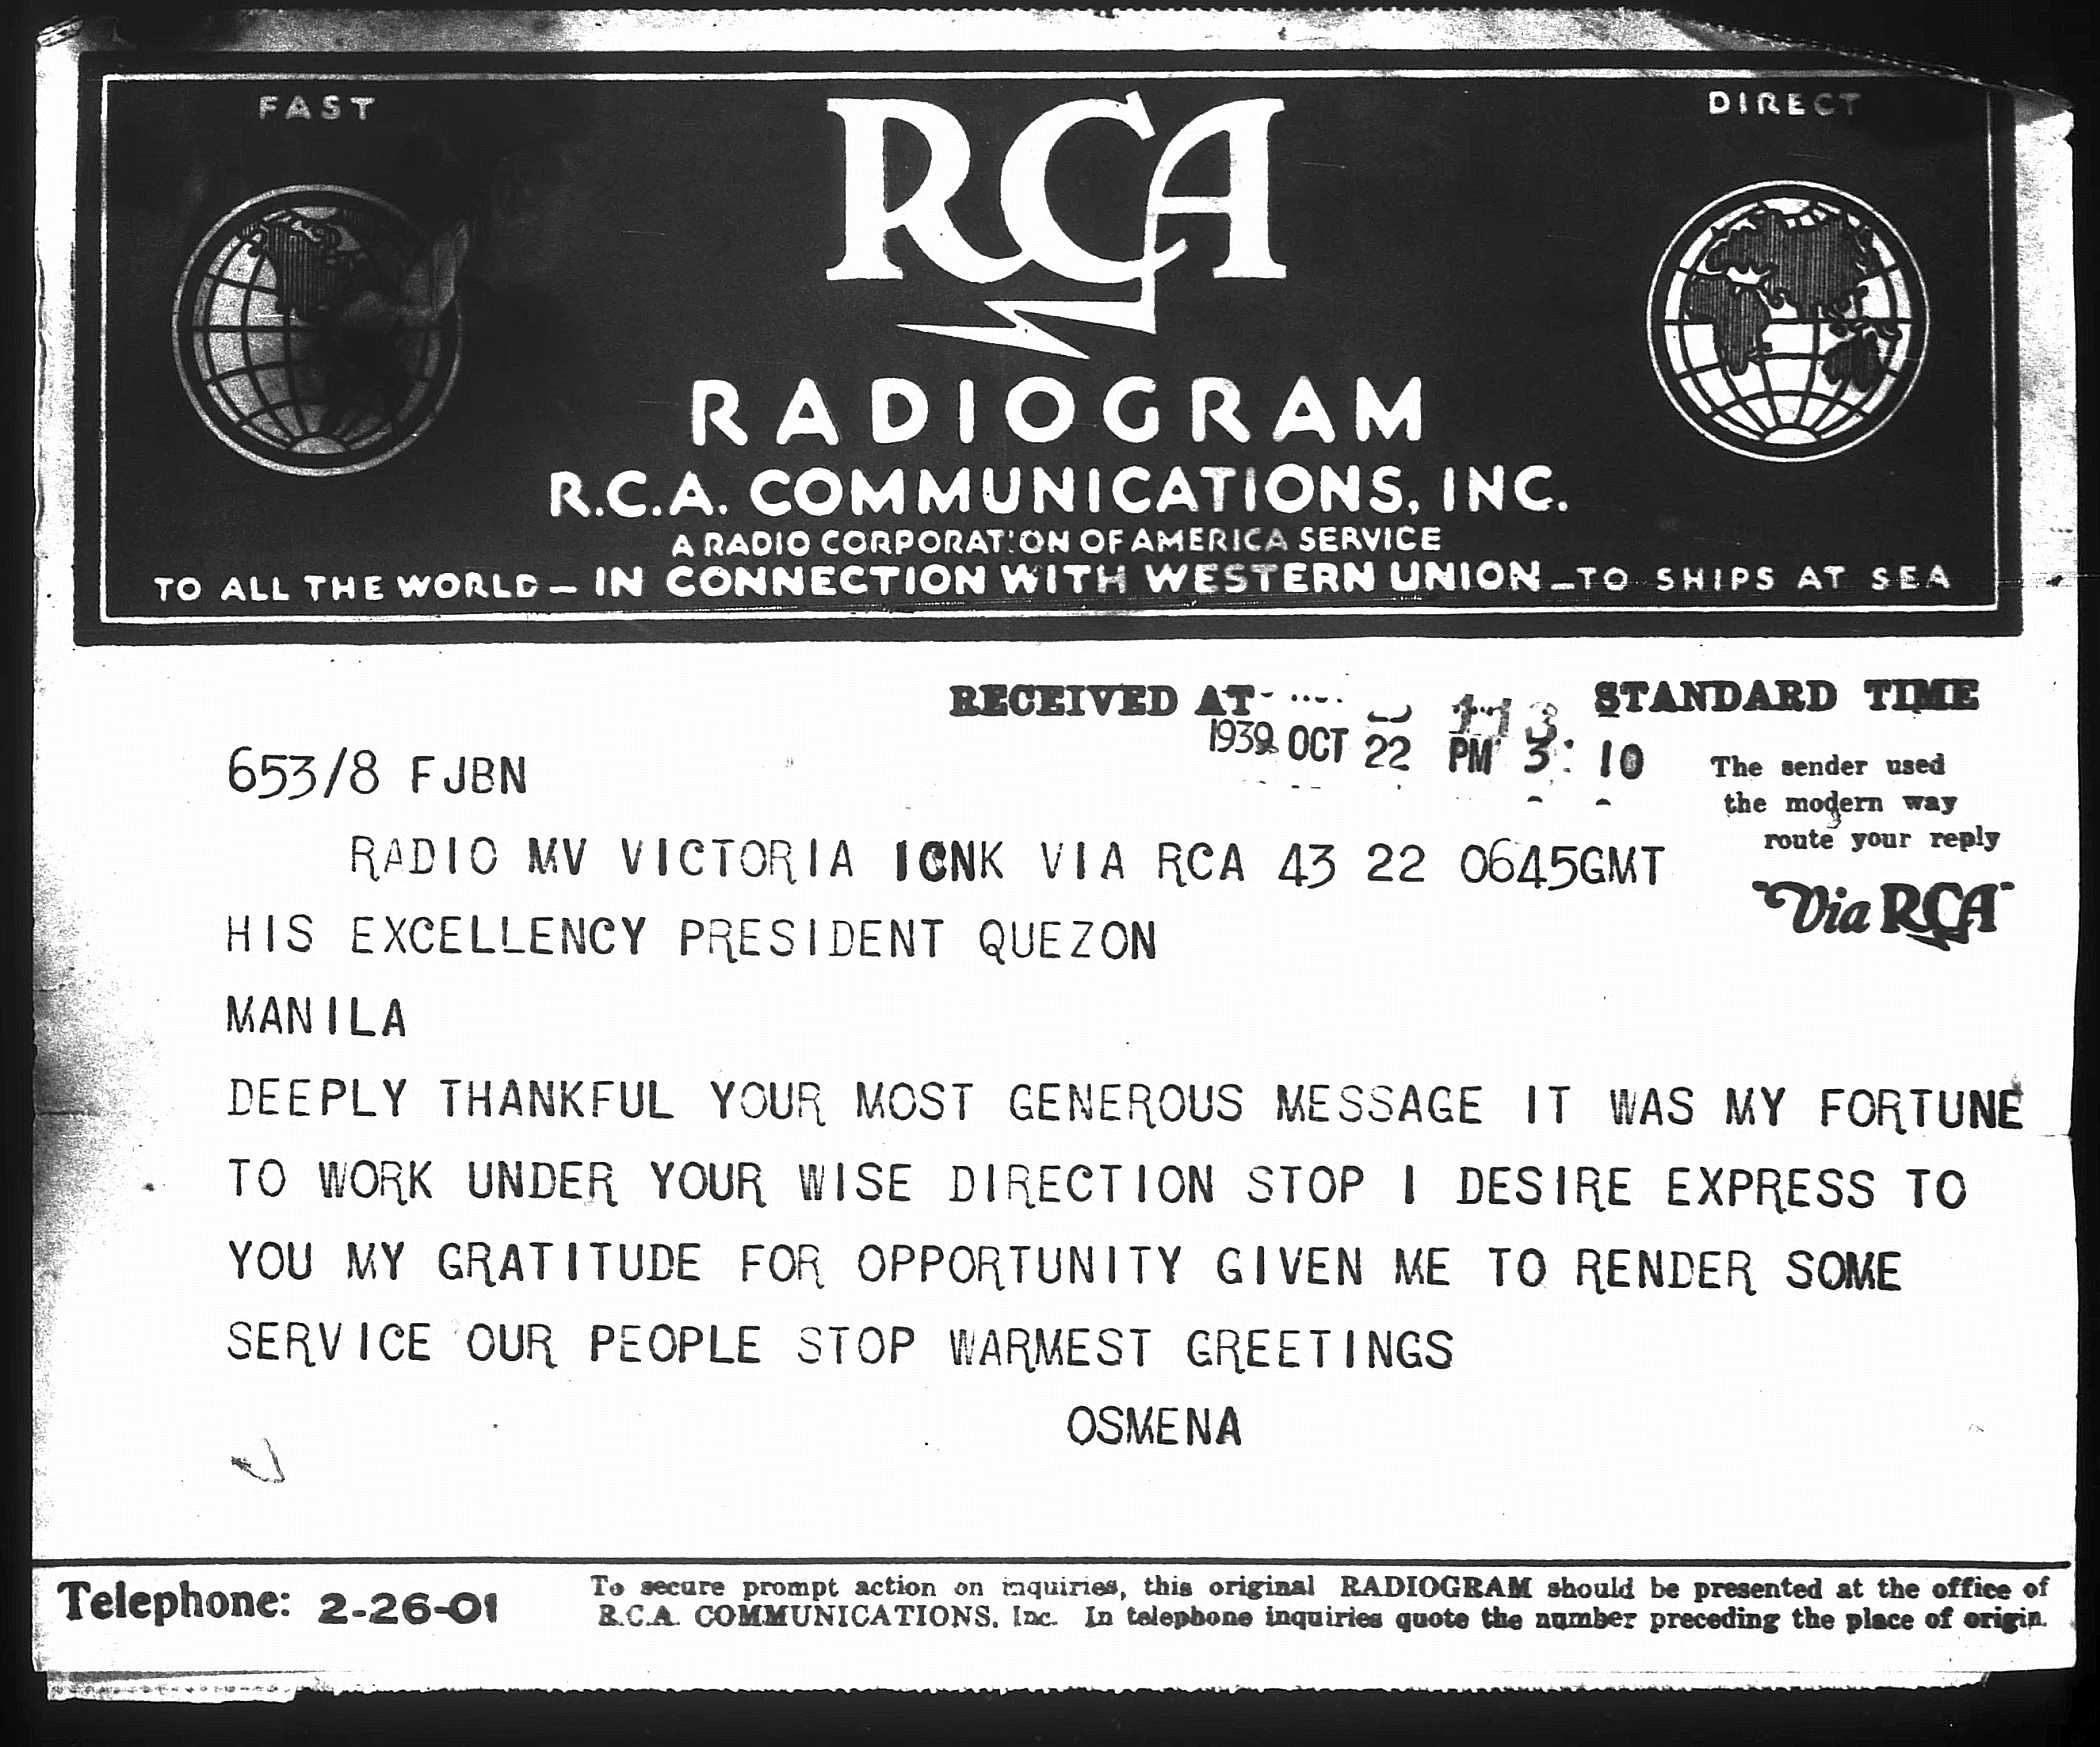 FAST
DIRECT
RCA
RADIOGRAM
R.C.A. COMMUNICATIONS, INC.
A RADIO CORPORATION OF AMERICA SERVICE
TO ALL THE WORLD — IN CONNECTION WITH WESTERN UNION — TO SHIPS AT SEA
RECEIVED AT STANDARD TIME
1939 OCT 22 PM 3:10
653/8 FJBN
The sender used
the modern way
route your reply
"Via RCA"
RADIO MV VICTORIA ICNK VIA RCA 43 22 0645GMT
HIS EXCELLENCY PRESIDENT QUEZON
MANILA
DEEPLY THANKFUL YOUR MOST GENEROUS MESSAGE IT WAS MY FORTUNE
TO WORK UNDER YOUR WISE DIRECTION STOP I DESIRE EXPRESS TO
YOU MY GRATITUDE FOR OPPORTUNITY GIVEN ME TO RENDER SOME
SERVICE OUR PEOPLE STOP WARMEST GREETINGS
OSMENA
Telephone: 2-26-01
To secure prompt action on inquiries, this original RADIOGRAM should be presented at the office of
R.C.A. COMMUNICATIONS, Inc. In telephone inquiries quote the number preceding the place of origin.